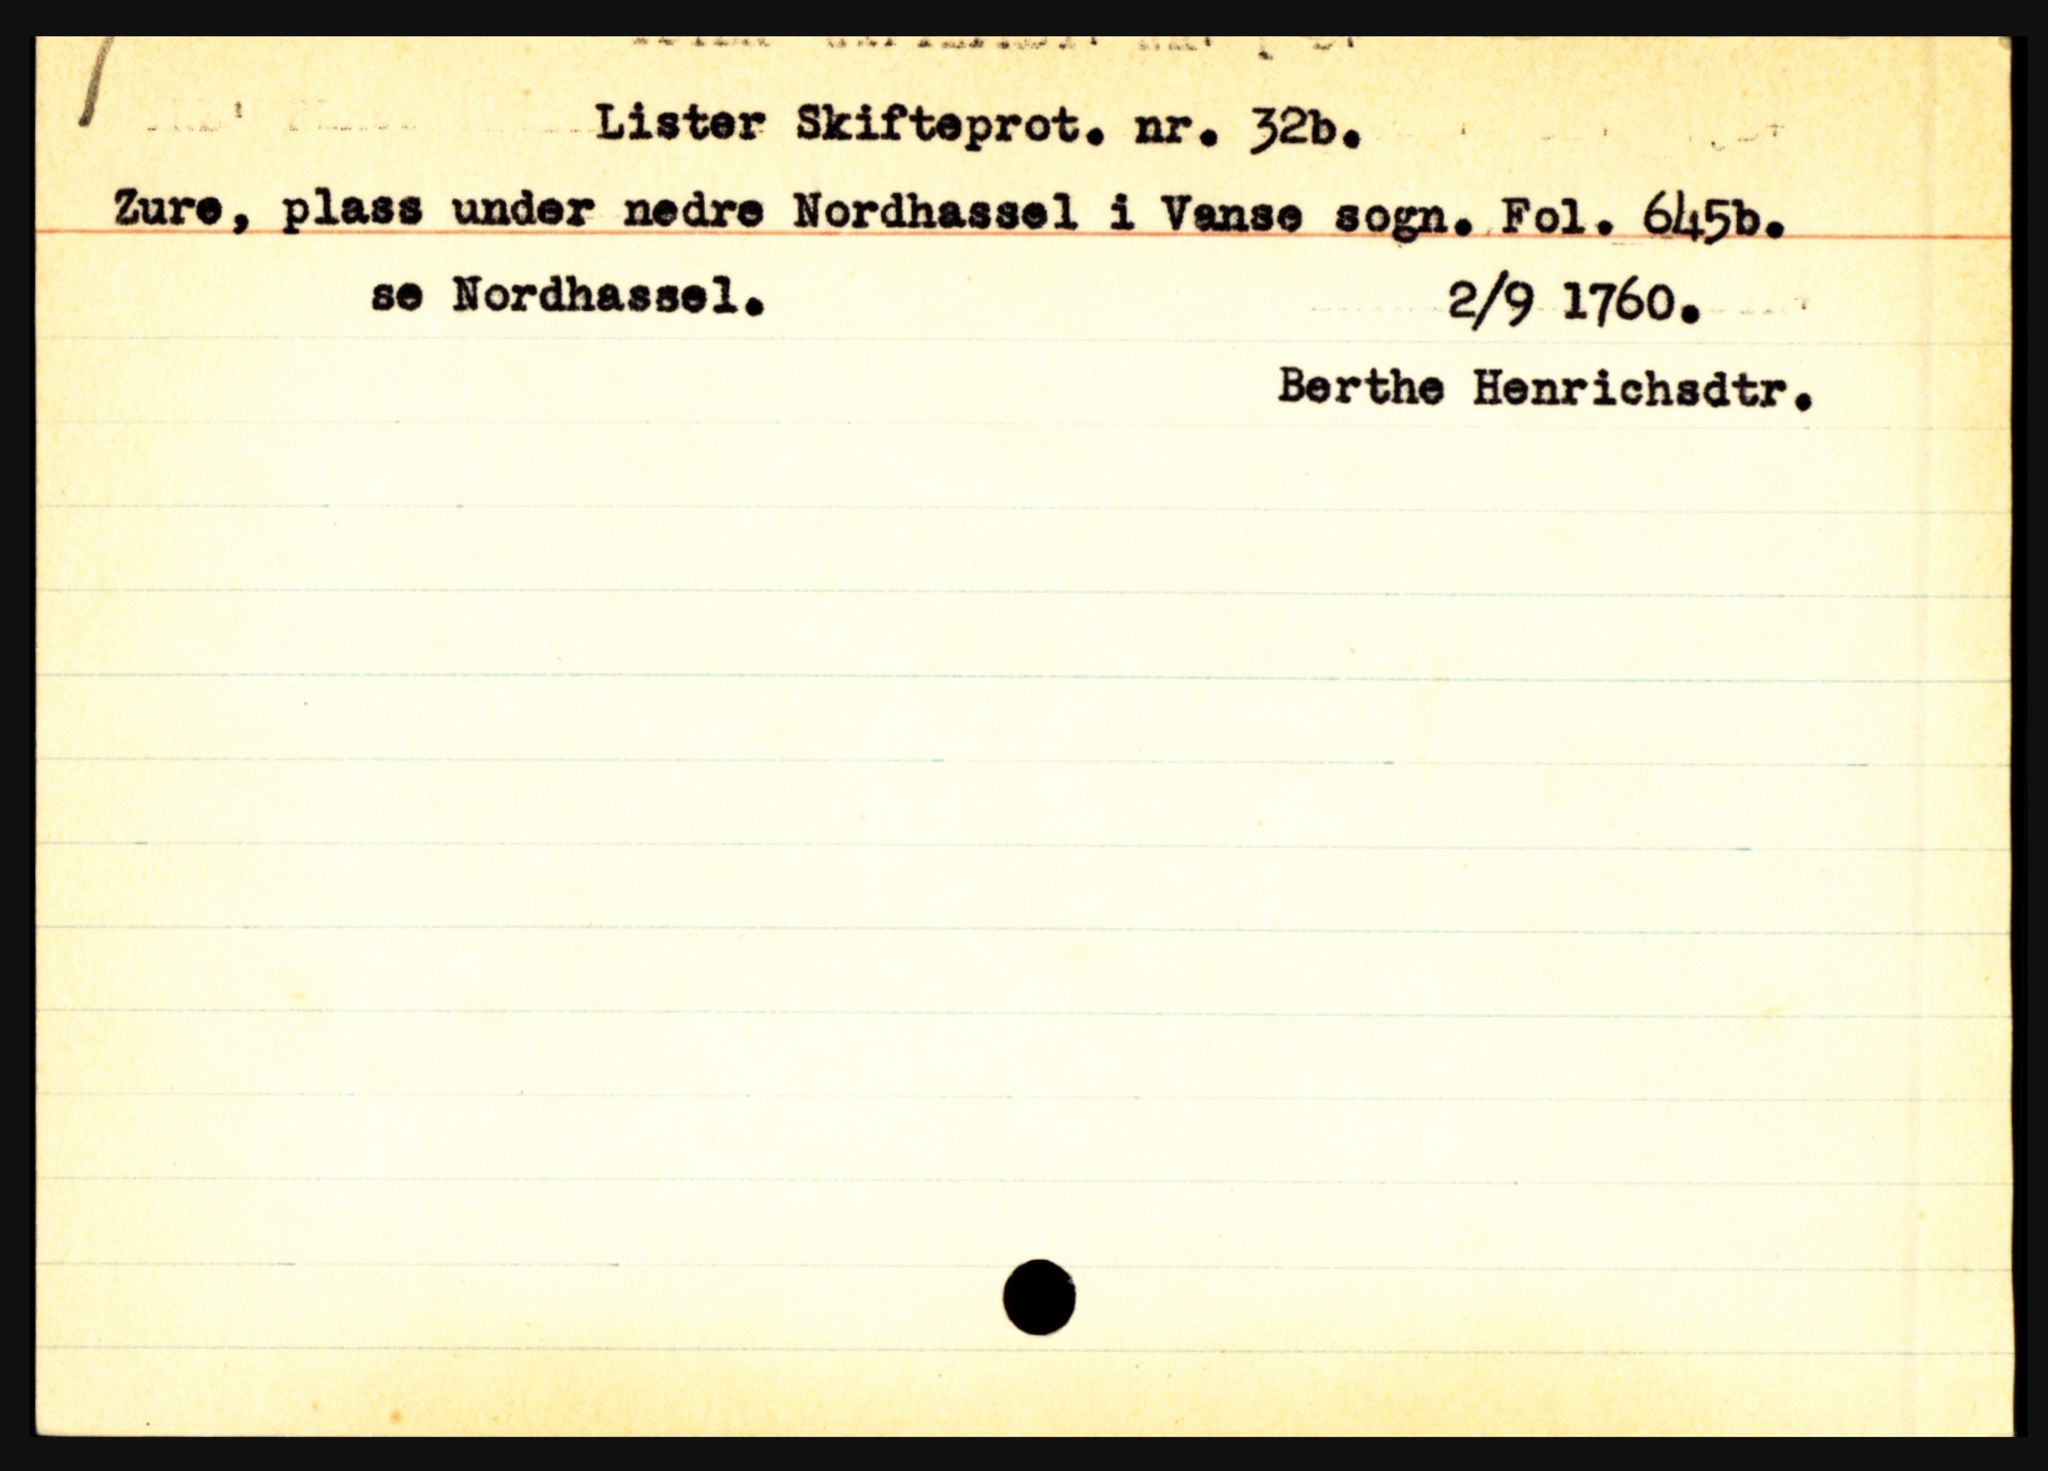 Lister Skifteprot. nr. 32b.
Zure, plass under nedre Nordhassel i Vanse sogn. Fol. 645b.
se Nordhassel. 2/9 1760.
Berthe Henrichsdtr.